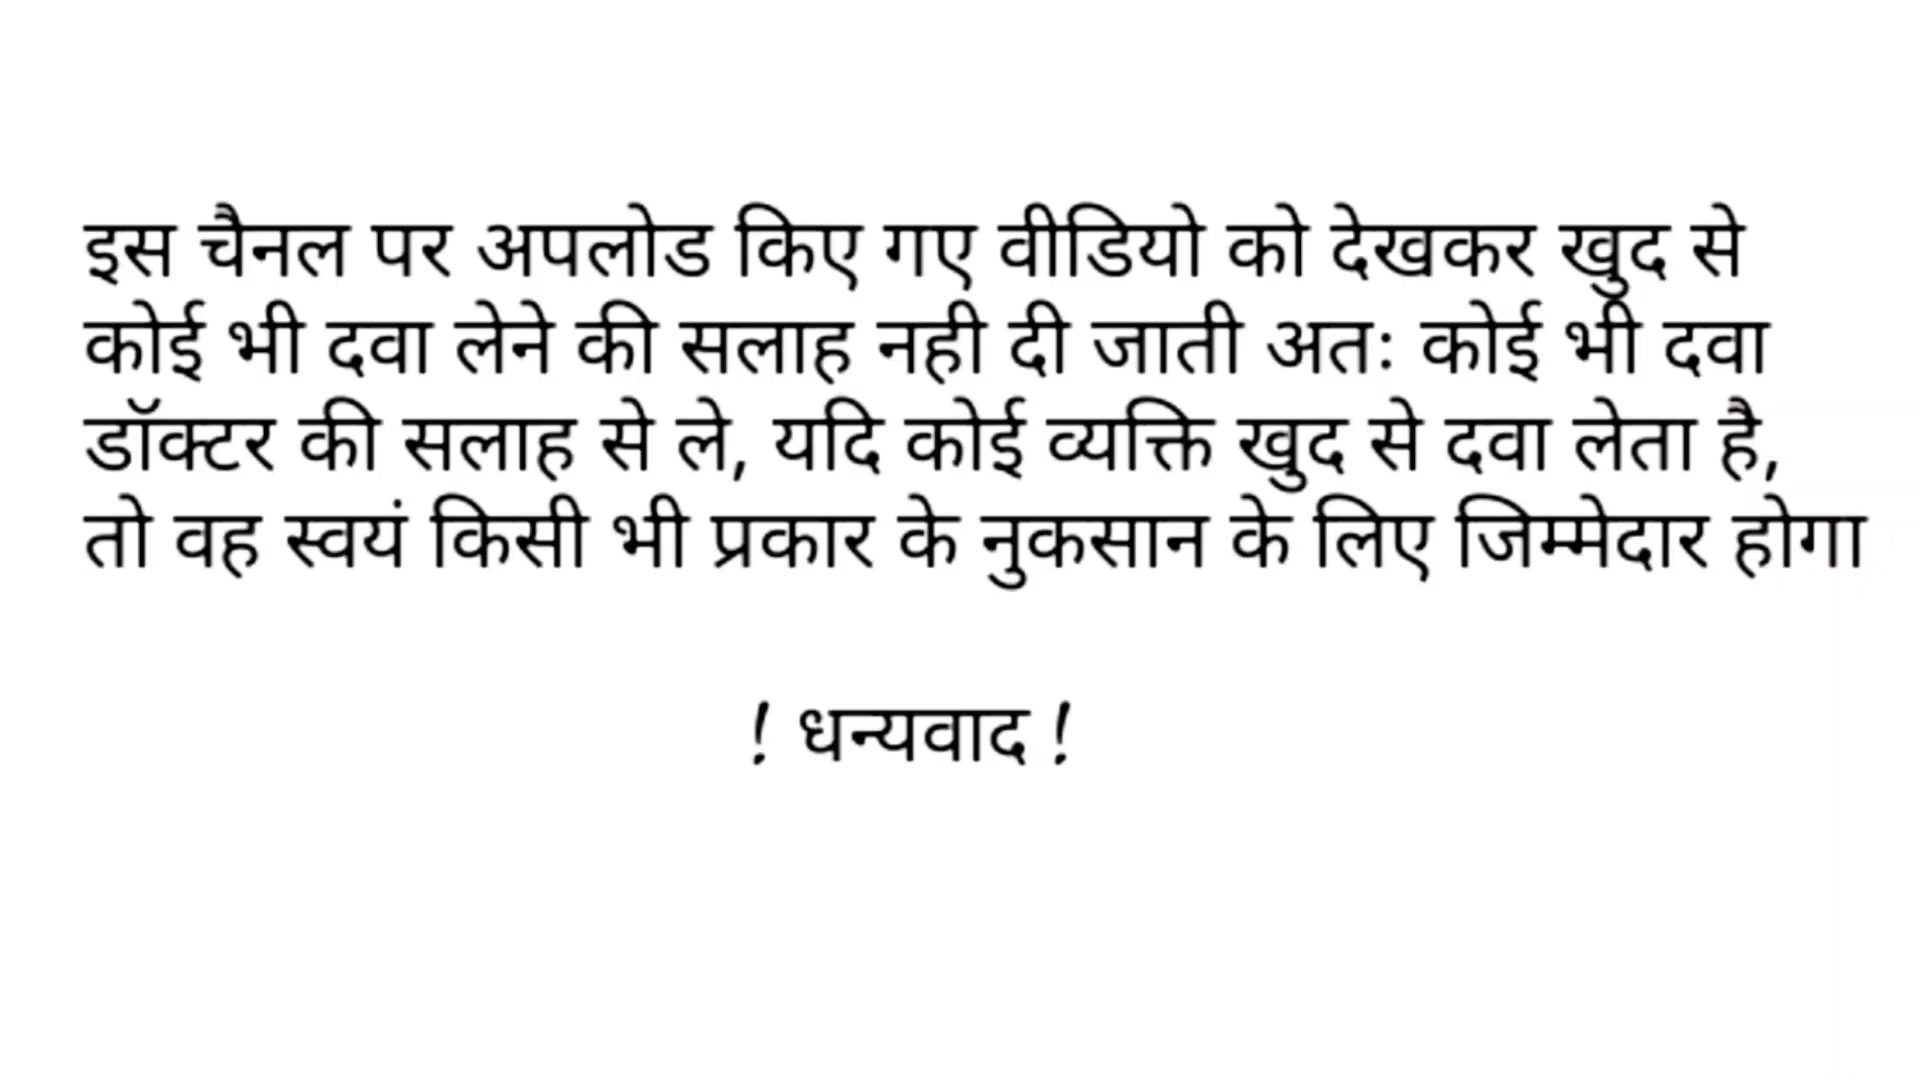 इस चैनल पर अपलोड किए गए वीडियो को देखकर खुद से
कोई भी दवा लेने की सलाह नही दी जाती अतः कोई भी दवा
डॉक्टर की सलाह से ले, यदि कोई व्यक्ति खुद से दवा लेता है,
तो वह स्वयं किसी भी प्रकार के नुकसान के लिए जिम्मेदार होगा
! धन्यवाद !